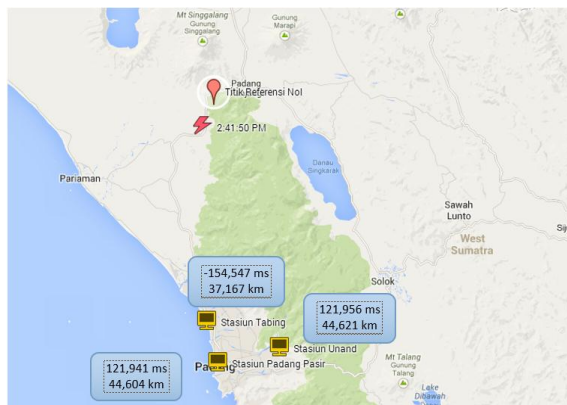 Mt Singgalang
Gunung
Singgalang
Gunung
Marapi
Padang
Titik Referensi Nol
2:41:50 PM
Danau
Singkarak
Pariaman
Sawah
Lunto
West
Sumatra
Solok
-154,547 ms
37,167 km
121,956 ms
44,621 km
Stasiun Tabing
Stasiun Unand
Stasiun Padang Pasir
121,941 ms
44,604 km
Mt Talang
Gunung
Talang
Lake
Dibawah